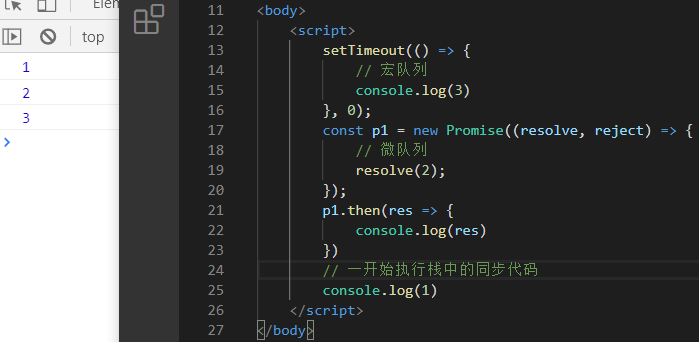 Elem
top
1
2
3
11 <body>
12 <script>
13 setTimeout(() => {
14 // 宏队列
15 console.log(3)
16 }, 0);
17 const p1 = new Promise((resolve, reject) => {
18 // 微队列
19 resolve(2);
20 });
21 p1.then(res => {
22 console.log(res)
23 })
24 // 一开始执行栈中的同步代码
25 console.log(1)
26 </script>
27 </body>